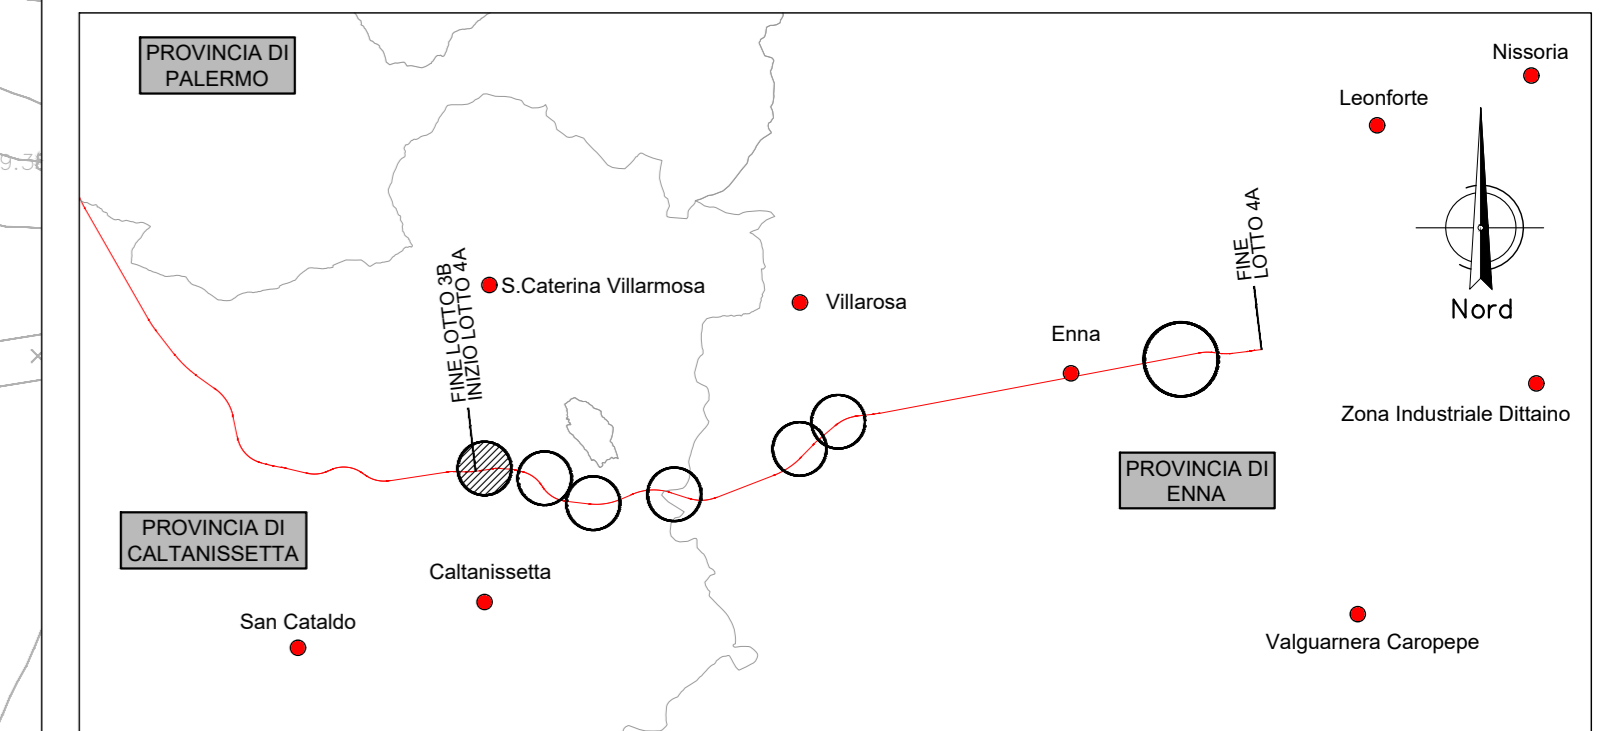 PROVINCIA DI
PALERMO
Nissoria
Leonforte
FINE
LOTTO 4A
FINE LOTTO 3B
INIZIO LOTTO 4A
S.Caterina Villarmosa
Villarosa
Nord
Enna
Zona Industriale Dittaino
PROVINCIA DI
ENNA
PROVINCIA DI
CALTANISSETTA
Caltanissetta
San Cataldo
Valguarnera Caropepe